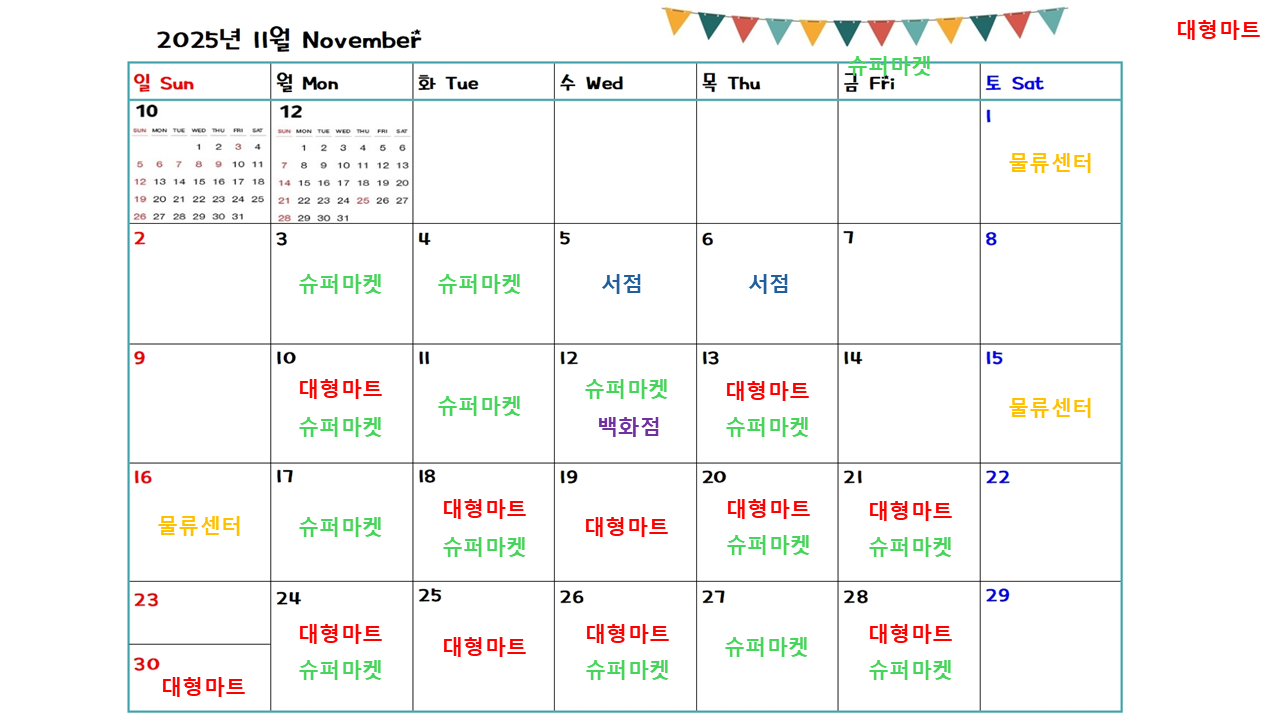 대형마트
2025년 11월 November
슈퍼마켓
일 Sun 월 Mon 화 Tue 수 Wed 목 Thu 금 Fri 토 Sat
10 12 1
SUN MON TUE WED THU FRI SAT
1 2 3 4
5 6 7 8 9 10 11
12 13 14 15 16 17 18
19 20 21 22 23 24 25
26 27 28 29 30 31
SUN MON TUE WED THU FRI SAT
1 2 3 4 5 6
7 8 9 10 11 12 13
14 15 16 17 18 19 20
21 22 23 24 25 26 27
28 29 30 31
물류센터
2 3 4 5 6 7 8
슈퍼마켓 슈퍼마켓 서점 서점
9 10 11 12 13 14 15
대형마트 슈퍼마켓 대형마트
슈퍼마켓 물류센터
슈퍼마켓 백화점 슈퍼마켓
16 17 18 19 20 21 22
대형마트 대형마트 대형마트
물류센터 슈퍼마켓 대형마트
슈퍼마켓 슈퍼마켓 슈퍼마켓
23 24 25 26 27 28 29
대형마트 대형마트 대형마트
대형마트 슈퍼마켓
30 슈퍼마켓 슈퍼마켓 슈퍼마켓
대형마트